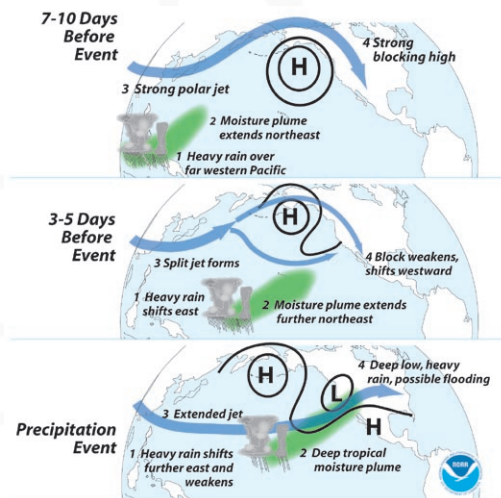 7-10 Days
Before
Event
H
4 Strong
blocking high
3 Strong polar jet
2 Moisture plume
extends northeast
1 Heavy rain over
far western Pacific
3-5 Days
Before
Event
H
3 Split jet forms
4 Block weakens,
shifts westward
1 Heavy rain
shifts east
2 Moisture plume extends
further northeast
Precipitation
Event
H
4 Deep low, heavy
rain, possible flooding
L
3 Extended jet
H
1 Heavy rain shifts
further east and
weakens
2 Deep tropical
moisture plume
NOAA